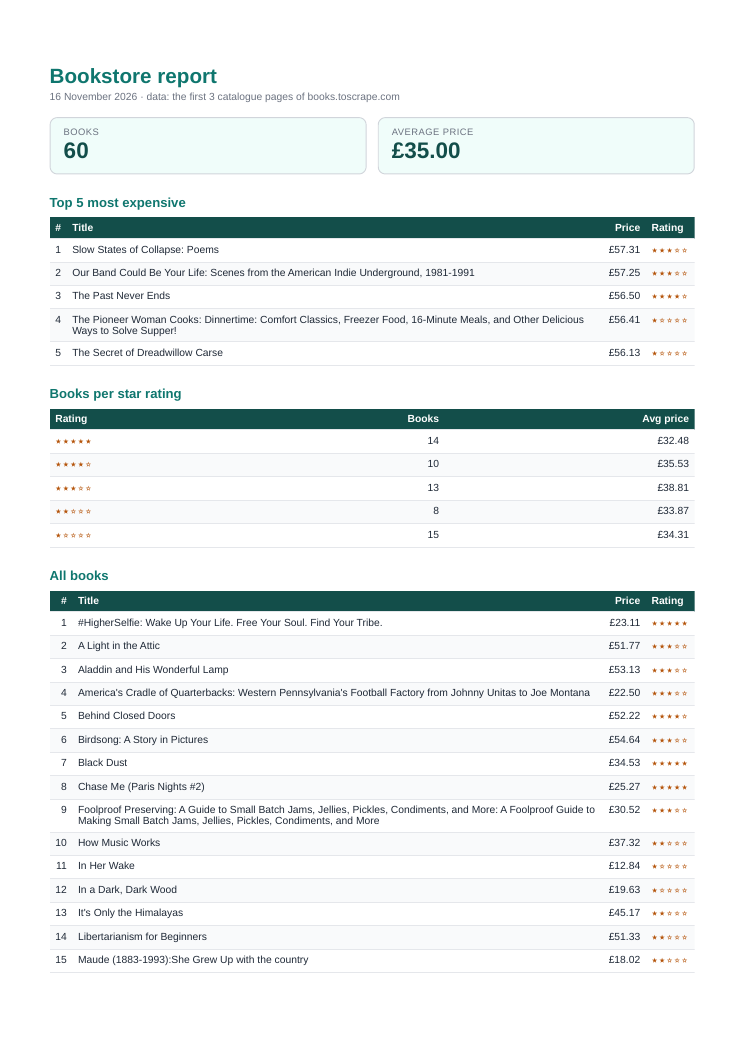 Bookstore report
16 November 2026 · data: the first 3 catalogue pages of books.toscrape.com
BOOKS
60
AVERAGE PRICE
£35.00
Top 5 most expensive
# Title Price Rating
1 Slow States of Collapse: Poems £57.31 ★★★☆☆
2 Our Band Could Be Your Life: Scenes from the American Indie Underground, 1981-1991 £57.25 ★★★☆☆
3 The Past Never Ends £56.50 ★★★★☆
4 The Pioneer Woman Cooks: Dinnertime: Comfort Classics, Freezer Food, 16-Minute Meals, and Other Delicious £56.41 ★☆☆☆☆
Ways to Solve Supper!
5 The Secret of Dreadwillow Carse £56.13 ★☆☆☆☆
Books per star rating
Rating Books Avg price
★★★★★ 14 £32.48
★★★★☆ 10 £35.53
★★★☆☆ 13 £38.81
★★☆☆☆ 8 £33.87
★☆☆☆☆ 15 £34.31
All books
# Title Price Rating
1 #HigherSelfie: Wake Up Your Life. Free Your Soul. Find Your Tribe. £23.11 ★★★★★
2 A Light in the Attic £51.77 ★★★☆☆
3 Aladdin and His Wonderful Lamp £53.13 ★★★☆☆
4 America's Cradle of Quarterbacks: Western Pennsylvania's Football Factory from Johnny Unitas to Joe Montana £22.50 ★★★☆☆
5 Behind Closed Doors £52.22 ★★★★☆
6 Birdsong: A Story in Pictures £54.64 ★★★☆☆
7 Black Dust £34.53 ★★★★★
8 Chase Me (Paris Nights #2) £25.27 ★★★★★
9 Foolproof Preserving: A Guide to Small Batch Jams, Jellies, Pickles, Condiments, and More: A Foolproof Guide to £30.52 ★★★☆☆
Making Small Batch Jams, Jellies, Pickles, Condiments, and More
10 How Music Works £37.32 ★★☆☆☆
11 In Her Wake £12.84 ★☆☆☆☆
12 In a Dark, Dark Wood £19.63 ★☆☆☆☆
13 It's Only the Himalayas £45.17 ★★☆☆☆
14 Libertarianism for Beginners £51.33 ★★☆☆☆
15 Maude (1883-1993):She Grew Up with the country £18.02 ★★☆☆☆